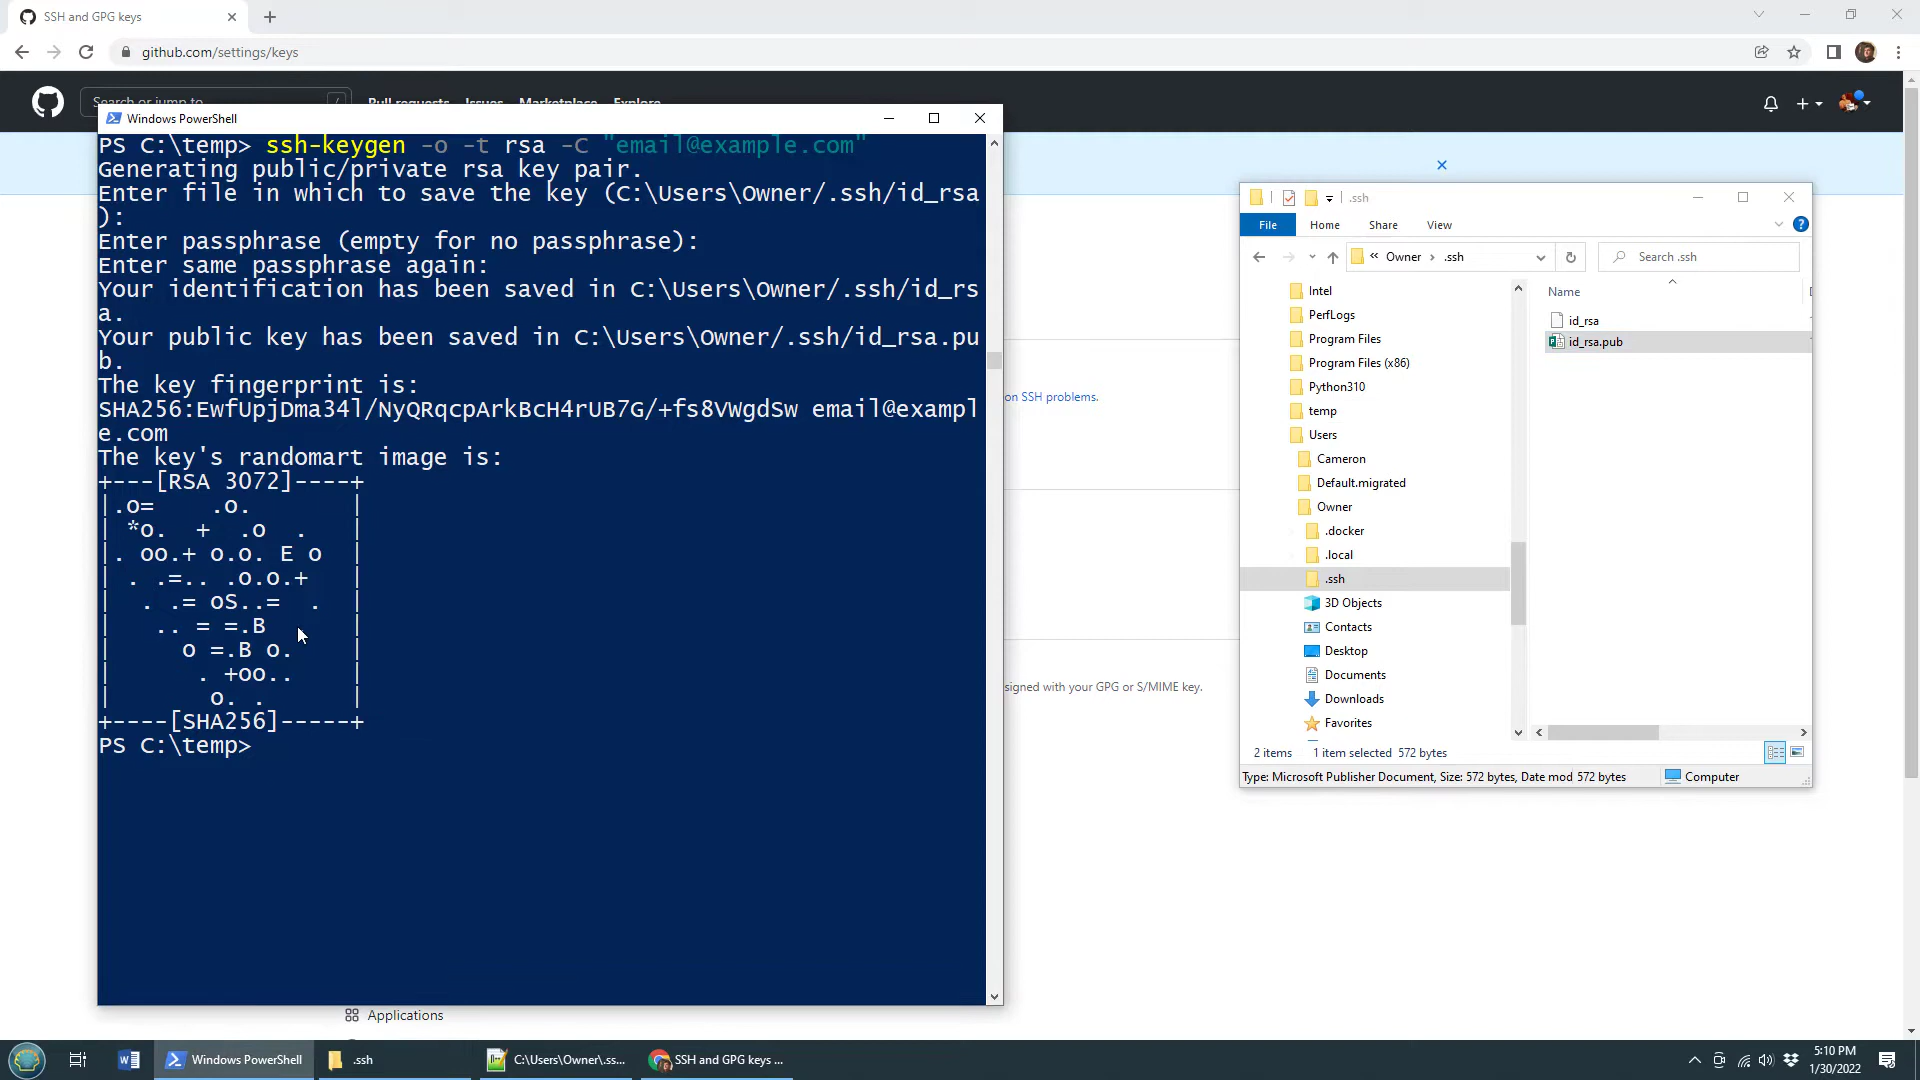 SSH and GPG keys
github.com/settings/keys
Search or jump to
/
Pull requests Issues Marketplace Explore
Windows PowerShell
PS C:\temp> ssh-keygen -o -t rsa -C "email@example.com"
Generating public/private rsa key pair.
Enter file in which to save the key (C:\Users\Owner/.ssh/id_rsa
):
Enter passphrase (empty for no passphrase):
Enter same passphrase again:
Your identification has been saved in C:\Users\Owner/.ssh/id_rs
a.
Your public key has been saved in C:\Users\Owner/.ssh/id_rsa.pu
b.
The key fingerprint is:
SHA256:EwfUpjDma34l/NyQRqcpArkBcH4rUB7G/+fs8VWgdSw email@exampl
e.com
The key's randomart image is:
+---[RSA 3072]----+
|.o=    .o.       |
| *o.  +  .o  .   |
|. oo.+ o.o. E o  |
| . .=.. .o.o.+   |
|  . .= oS..=  .  |
|   .. = =.B      |
|     o =.B o.    |
|      . +oo..    |
|       o. .      |
+----[SHA256]-----+
PS C:\temp>
on SSH problems.
signed with your GPG or S/MIME key.
Applications
.ssh
File Home Share View
« Owner > .ssh
Search .ssh
Intel
PerfLogs
Program Files
Program Files (x86)
Python310
temp
Users
Cameron
Default.migrated
Owner
.docker
.local
.ssh
3D Objects
Contacts
Desktop
Documents
Downloads
Favorites
Name
id_rsa
id_rsa.pub
2 items 1 item selected 572 bytes
Type: Microsoft Publisher Document, Size: 572 bytes, Date mod 572 bytes
Computer
Windows PowerShell
.ssh
C:\Users\Owner\.ss...
SSH and GPG keys ...
5:10 PM
1/30/2022